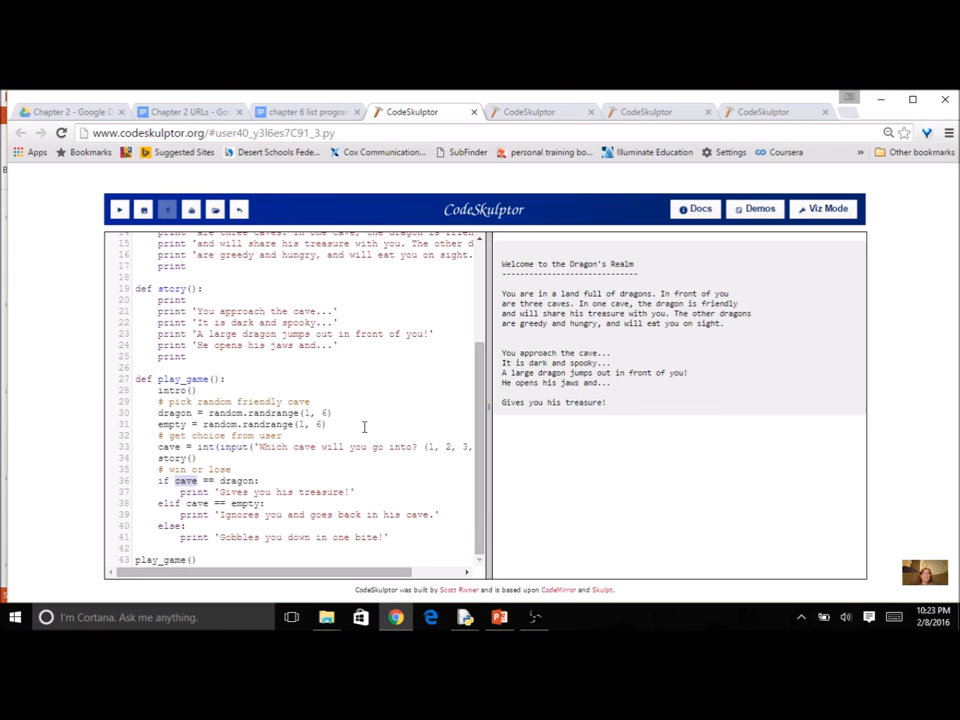 Chapter 2 - Google D
Chapter 2 URLs - Goo
chapter 6 list progran
CodeSkulptor
CodeSkulptor
CodeSkulptor
CodeSkulptor
www.codeskulptor.org/#user40_y3I6es7C91_3.py
Apps
Bookmarks
Suggested Sites
Desert Schools Fede...
Cox Communication...
SubFinder
personal training bo...
Illuminate Education
Settings
Coursera
»
Other bookmarks
CodeSkulptor
Docs
Demos
Viz Mode
14 print 'are three caves. In one cave, the dragon is frien
15 print 'and will share his treasure with you. The other d
16 print 'are greedy and hungry, and will eat you on sight.
17 print
18
19 def story():
20 print
21 print 'You approach the cave...'
22 print 'It is dark and spooky...'
23 print 'A large dragon jumps out in front of you!'
24 print 'He opens his jaws and...'
25 print
26
27 def play_game():
28 intro()
29 # pick random friendly cave
30 dragon = random.randrange(1, 6)
31 empty = random.randrange(1, 6)
32 # get choice from user
33 cave = int(input('Which cave will you go into? (1, 2, 3,
34 story()
35 # win or lose
36 if cave == dragon:
37 print 'Gives you his treasure!'
38 elif cave == empty:
39 print 'Ignores you and goes back in his cave.'
40 else:
41 print 'Gobbles you down in one bite!'
42
43 play_game()
Welcome to the Dragon's Realm
------------------------------
You are in a land full of dragons. In front of you
are three caves. In one cave, the dragon is friendly
and will share his treasure with you. The other dragons
are greedy and hungry, and will eat you on sight.
You approach the cave...
It is dark and spooky...
A large dragon jumps out in front of you!
He opens his jaws and...
Gives you his treasure!
CodeSkulptor was built by Scott Rixner and is based upon CodeMirror and Skulpt.
I'm Cortana. Ask me anything.
10:23 PM
2/8/2016